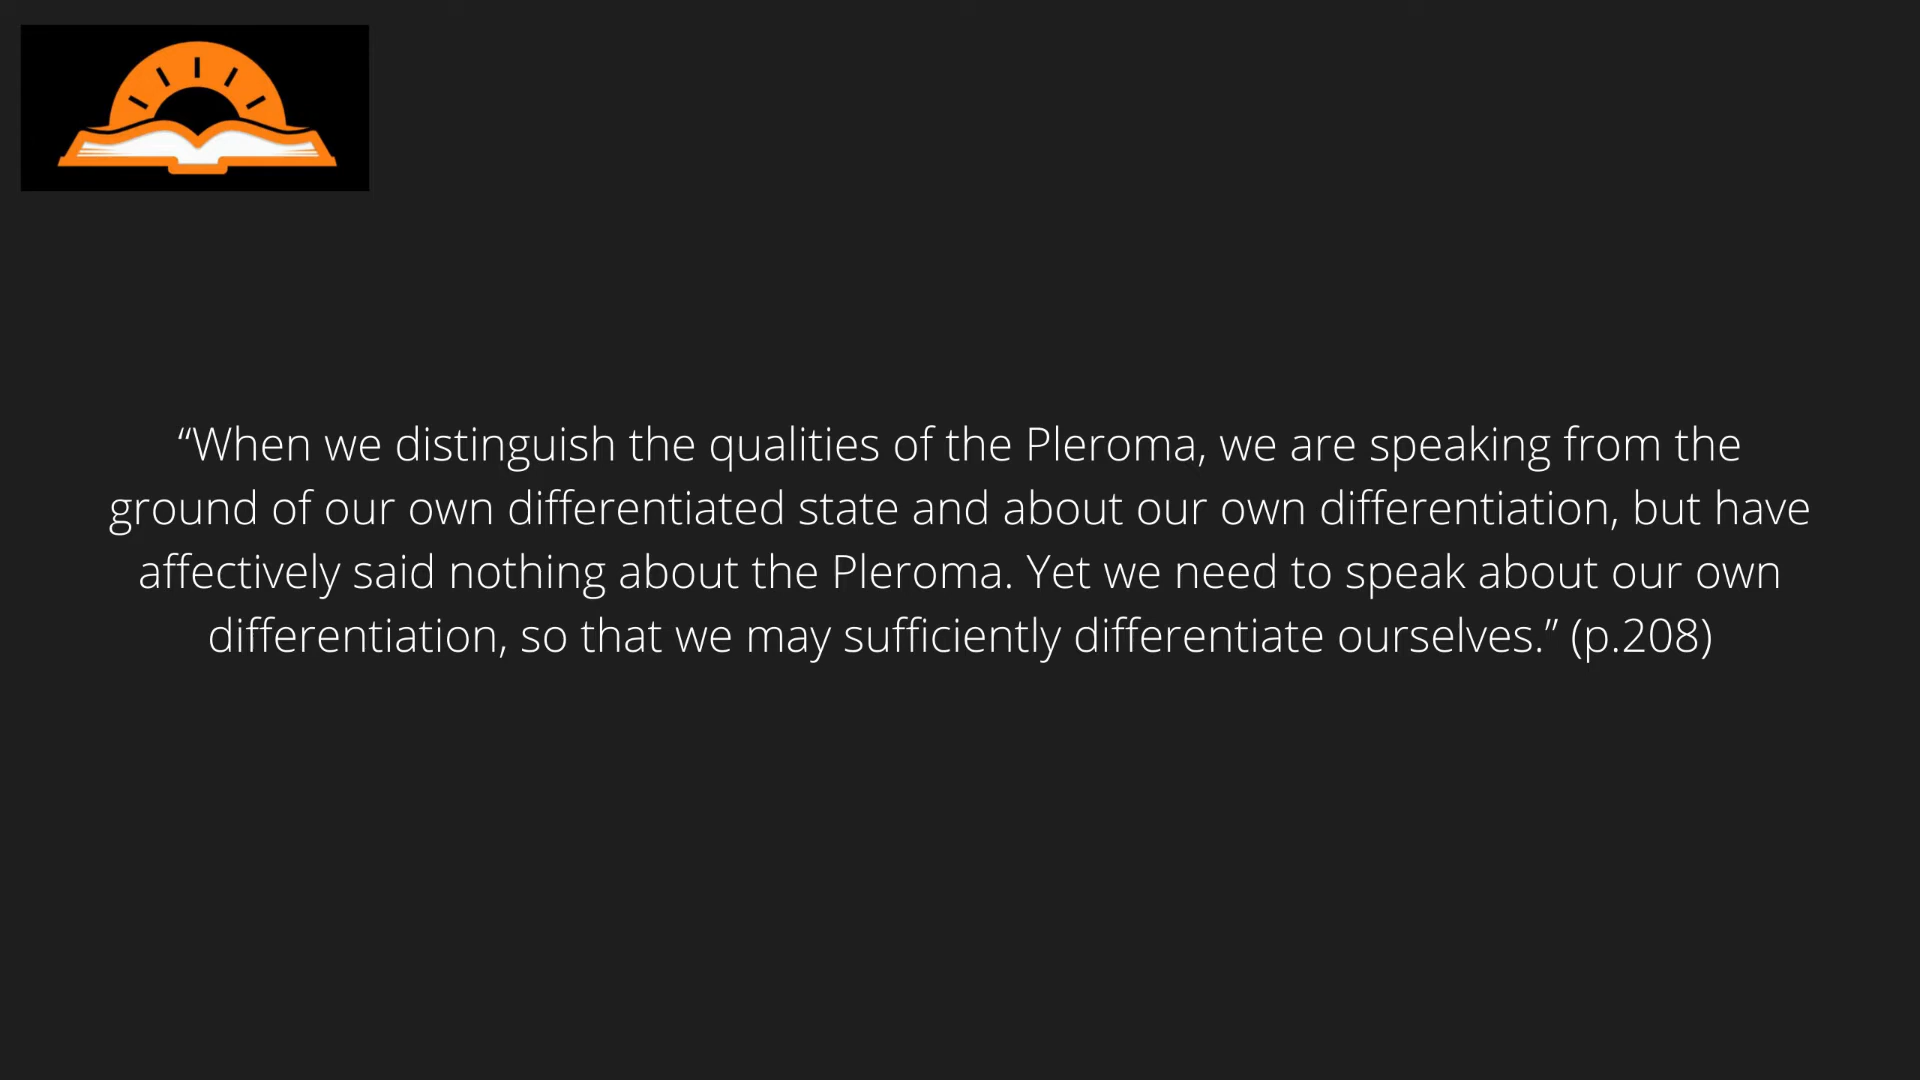 “When we distinguish the qualities of the Pleroma, we are speaking from the
ground of our own differentiated state and about our own differentiation, but have
affectively said nothing about the Pleroma. Yet we need to speak about our own
differentiation, so that we may sufficiently differentiate ourselves.” (p.208)